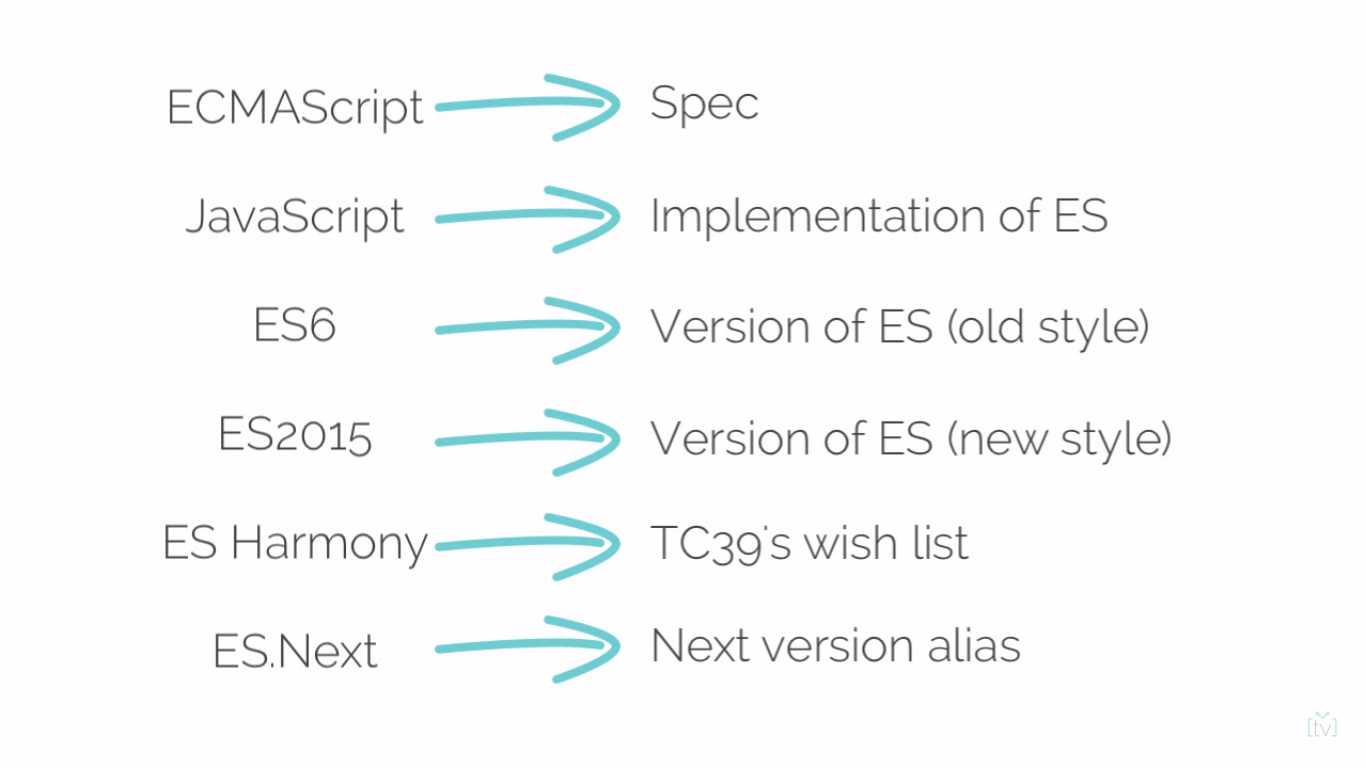 ECMAScript Spec
JavaScript Implementation of ES
ES6 Version of ES (old style)
ES2015 Version of ES (new style)
ES Harmony TC39's wish list
ES.Next Next version alias
[tv]